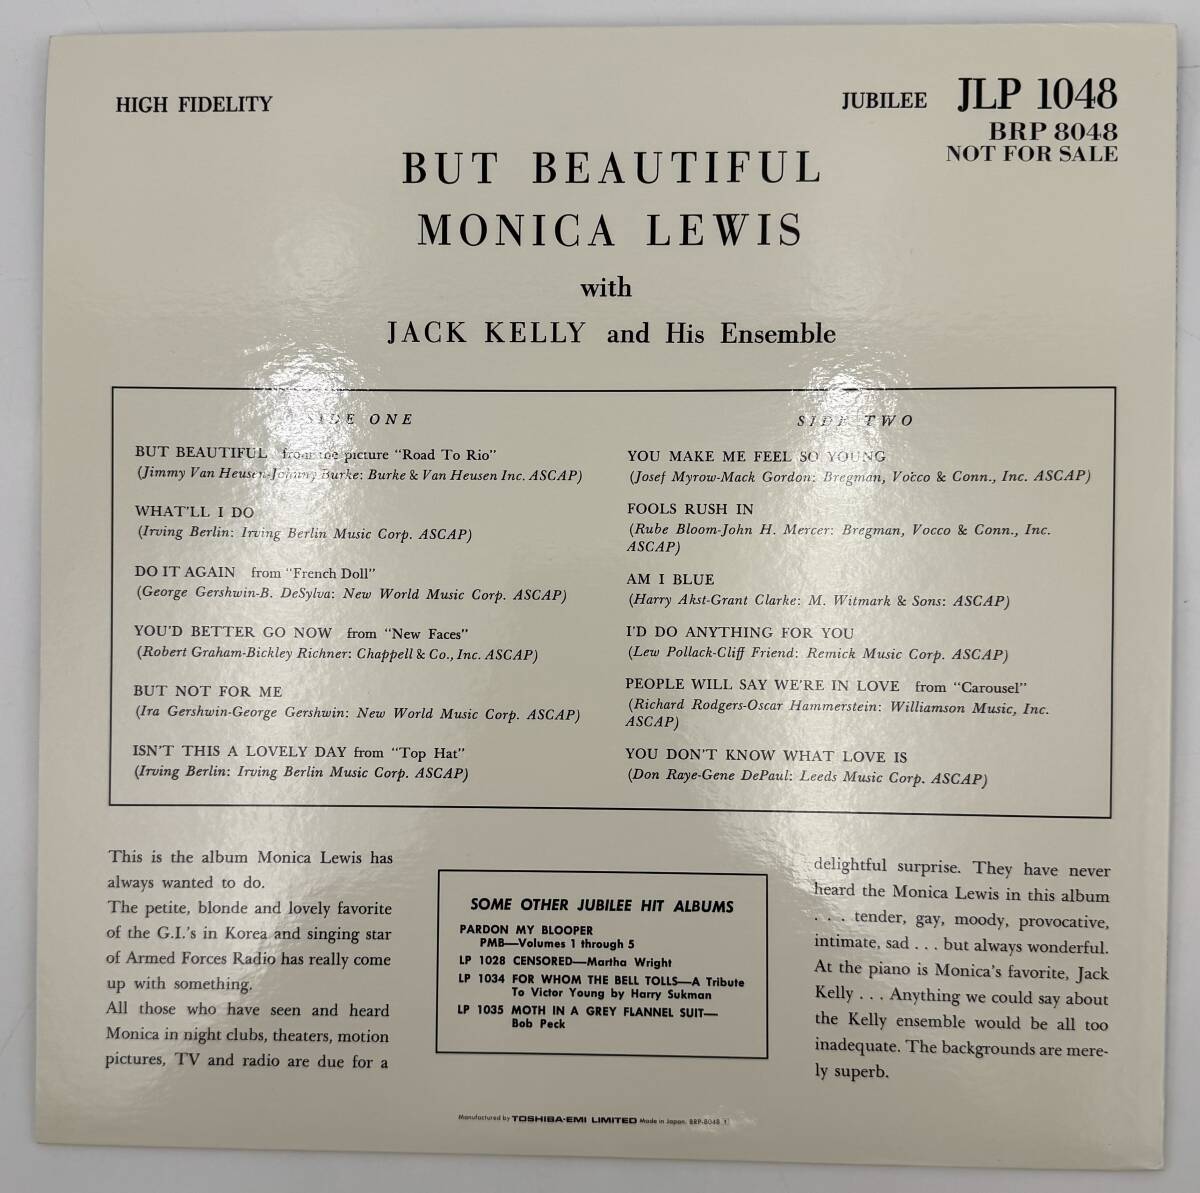 HIGH FIDELITY
JUBILEE JLP 1048
BRP 8048
NOT FOR SALE
BUT BEAUTIFUL
MONICA LEWIS
with
JACK KELLY and His Ensemble
SIDE ONE
BUT BEAUTIFUL from the picture "Road To Rio"
(Jimmy Van Heusen-Johnny Burke: Burke & Van Heusen Inc. ASCAP)
WHAT'LL I DO
(Irving Berlin: Irving Berlin Music Corp. ASCAP)
DO IT AGAIN from "French Doll"
(George Gershwin-B. DeSylva: New World Music Corp. ASCAP)
YOU'D BETTER GO NOW from "New Faces"
(Robert Graham-Bickley Richner: Chappell & Co., Inc. ASCAP)
BUT NOT FOR ME
(Ira Gershwin-George Gershwin: New World Music Corp. ASCAP)
ISN'T THIS A LOVELY DAY from "Top Hat"
(Irving Berlin: Irving Berlin Music Corp. ASCAP)
SIDE TWO
YOU MAKE ME FEEL SO YOUNG
(Josef Myrow-Mack Gordon: Bregman, Vocco & Conn., Inc. ASCAP)
FOOLS RUSH IN
(Rube Bloom-John H. Mercer: Bregman, Vocco & Conn., Inc.
ASCAP)
AM I BLUE
(Harry Akst-Grant Clarke: M. Witmark & Sons: ASCAP)
I'D DO ANYTHING FOR YOU
(Lew Pollack-Cliff Friend: Remick Music Corp. ASCAP)
PEOPLE WILL SAY WE'RE IN LOVE from "Carousel"
(Richard Rodgers-Oscar Hammerstein: Williamson Music, Inc.
ASCAP)
YOU DON'T KNOW WHAT LOVE IS
(Don Raye-Gene DePaul: Leeds Music Corp. ASCAP)
This is the album Monica Lewis has
always wanted to do.
The petite, blonde and lovely favorite
of the G.I.'s in Korea and singing star
of Armed Forces Radio has really come
up with something.
All those who have seen and heard
Monica in night clubs, theaters, motion
pictures, TV and radio are due for a
SOME OTHER JUBILEE HIT ALBUMS
PARDON MY BLOOPER
PMB—Volumes 1 through 5
LP 1028 CENSORED—Martha Wright
LP 1034 FOR WHOM THE BELL TOLLS—A Tribute
To Victor Young by Harry Sukman
LP 1035 MOTH IN A GREY FLANNEL SUIT—
Bob Peck
delightful surprise. They have never
heard the Monica Lewis in this album
. . . tender, gay, moody, provocative,
intimate, sad . . . but always wonderful.
At the piano is Monica's favorite, Jack
Kelly . . . Anything we could say about
the Kelly ensemble would be all too
inadequate. The backgrounds are mere-
ly superb.
Manufactured by TOSHIBA-EMI LIMITED Made in Japan. BRP-8048 1